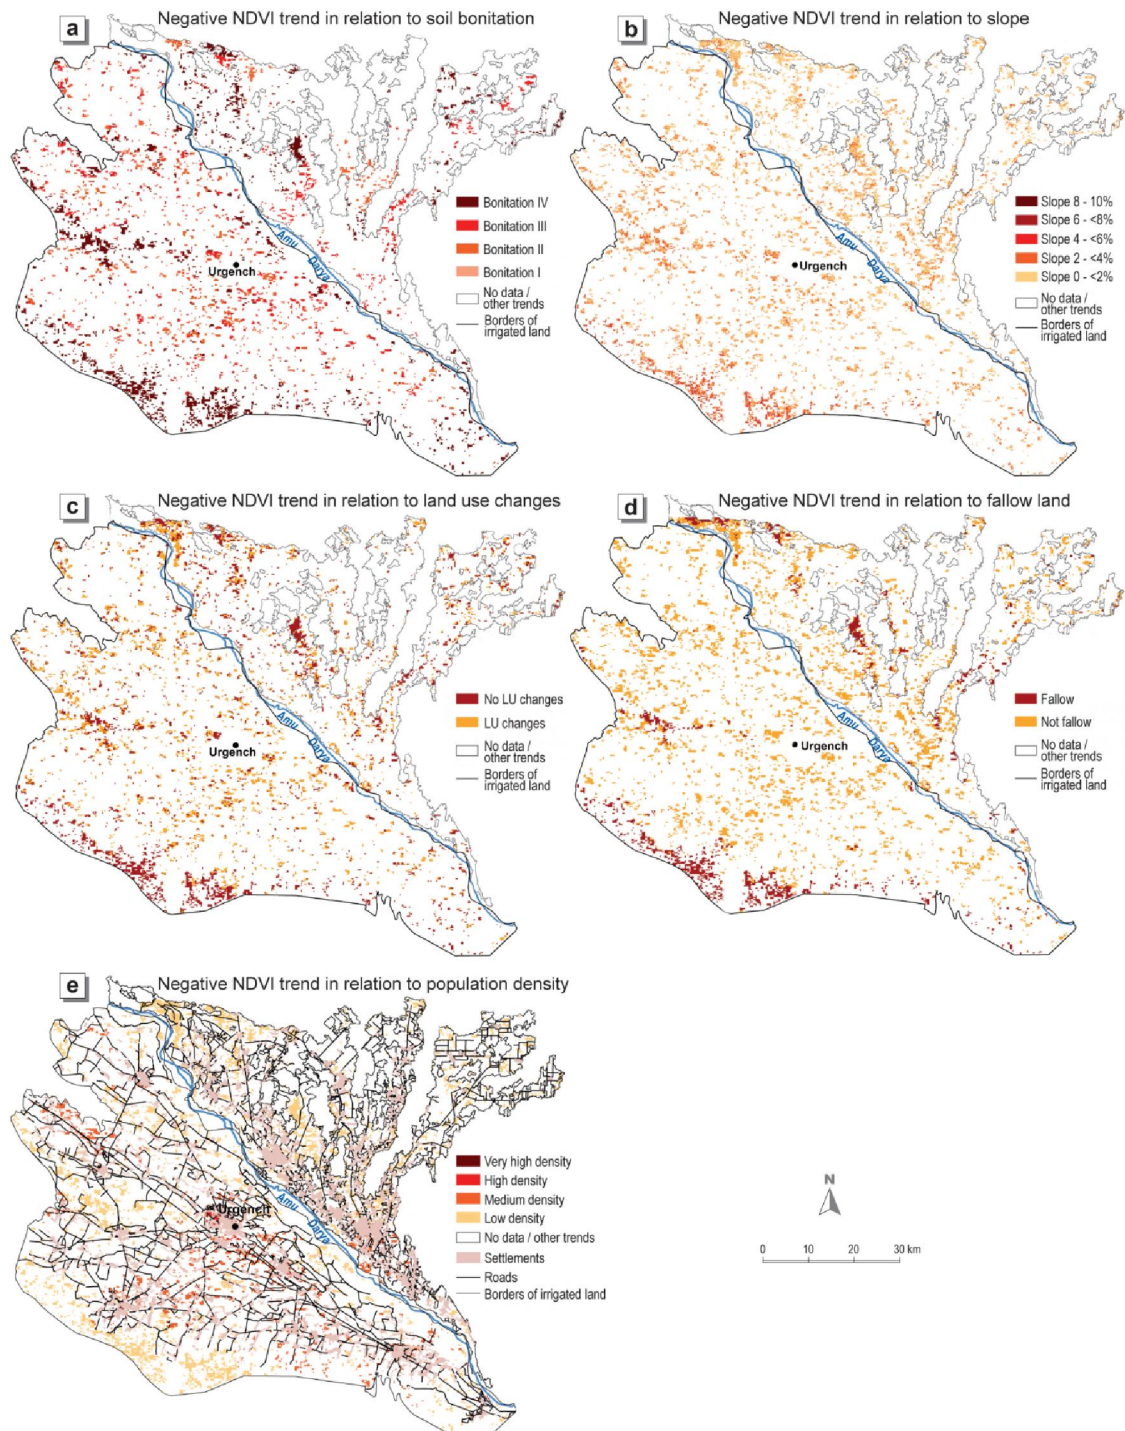 a
Negative NDVI trend in relation to soil bonitation
Bonitation IV
Bonitation III
Bonitation II
Bonitation I
No data /
other trends
Borders of
irrigated land
Urgench
Amu
Darya
b
Negative NDVI trend in relation to slope
Slope 8 - 10%
Slope 6 - <8%
Slope 4 - <6%
Slope 2 - <4%
Slope 0 - <2%
No data /
other trends
Borders of
irrigated land
Urgench
Amu
Darya
c
Negative NDVI trend in relation to land use changes
No LU changes
LU changes
No data /
other trends
Borders of
irrigated land
Urgench
Amu
Darya
d
Negative NDVI trend in relation to fallow land
Fallow
Not fallow
No data /
other trends
Borders of
irrigated land
Urgench
Amu
Darya
e
Negative NDVI trend in relation to population density
Very high density
High density
Medium density
Low density
No data / other trends
Settlements
Roads
Borders of irrigated land
Urgench
Amu
Darya
N
0 10 20 30 km